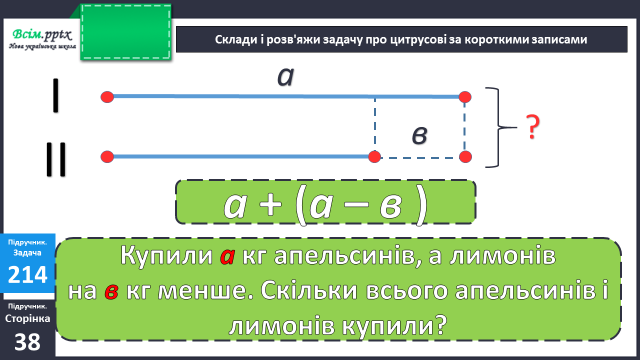 Всім.pptx
Нова українська школа
Склади і розв'яжи задачу про цитрусові за короткими записами
I
a
в
?
II
a + (a – в )
Купили а кг апельсинів, а лимонів
на в кг менше. Скільки всього апельсинів і
лимонів купили?
Підручник.
Задача
214
Підручник.
Сторінка
38